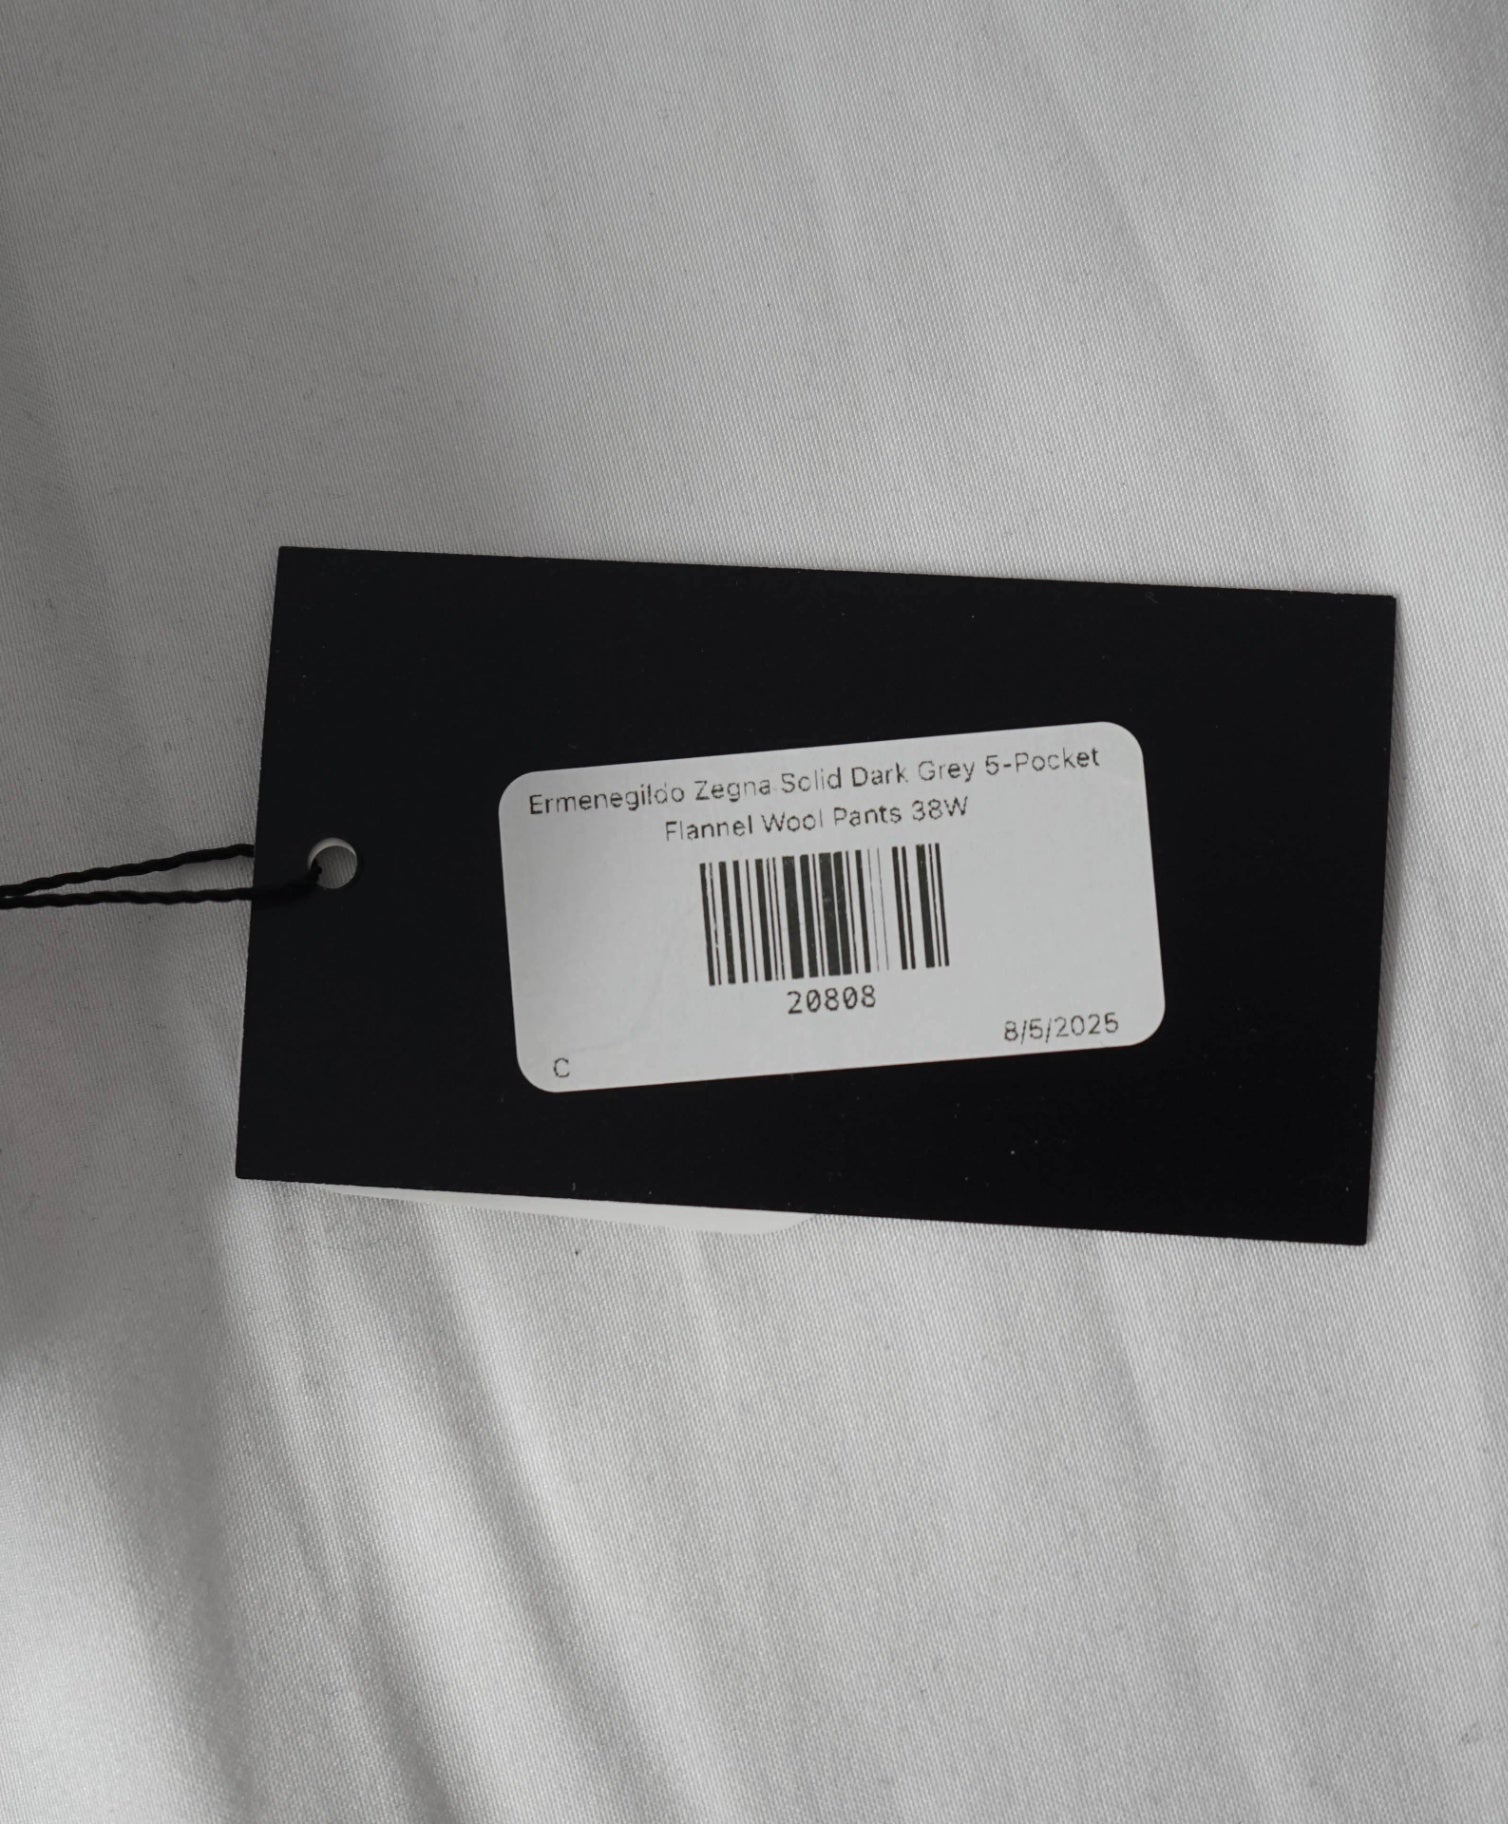 Ermenegildo Zegna Solid Dark Grey 5-Pocket
Flannel Wool Pants 38W
20808
8/5/2025
C